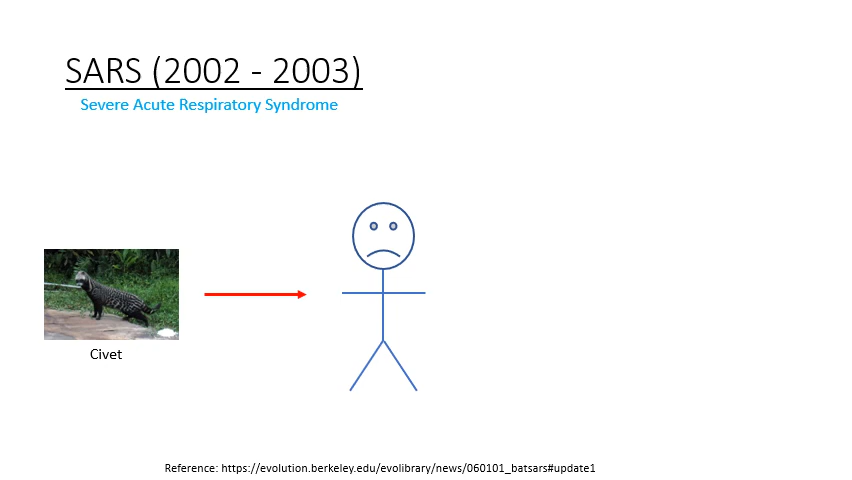 SARS (2002 - 2003)
Severe Acute Respiratory Syndrome
Civet
Reference: https://evolution.berkeley.edu/evolibrary/news/060101_batsars#update1